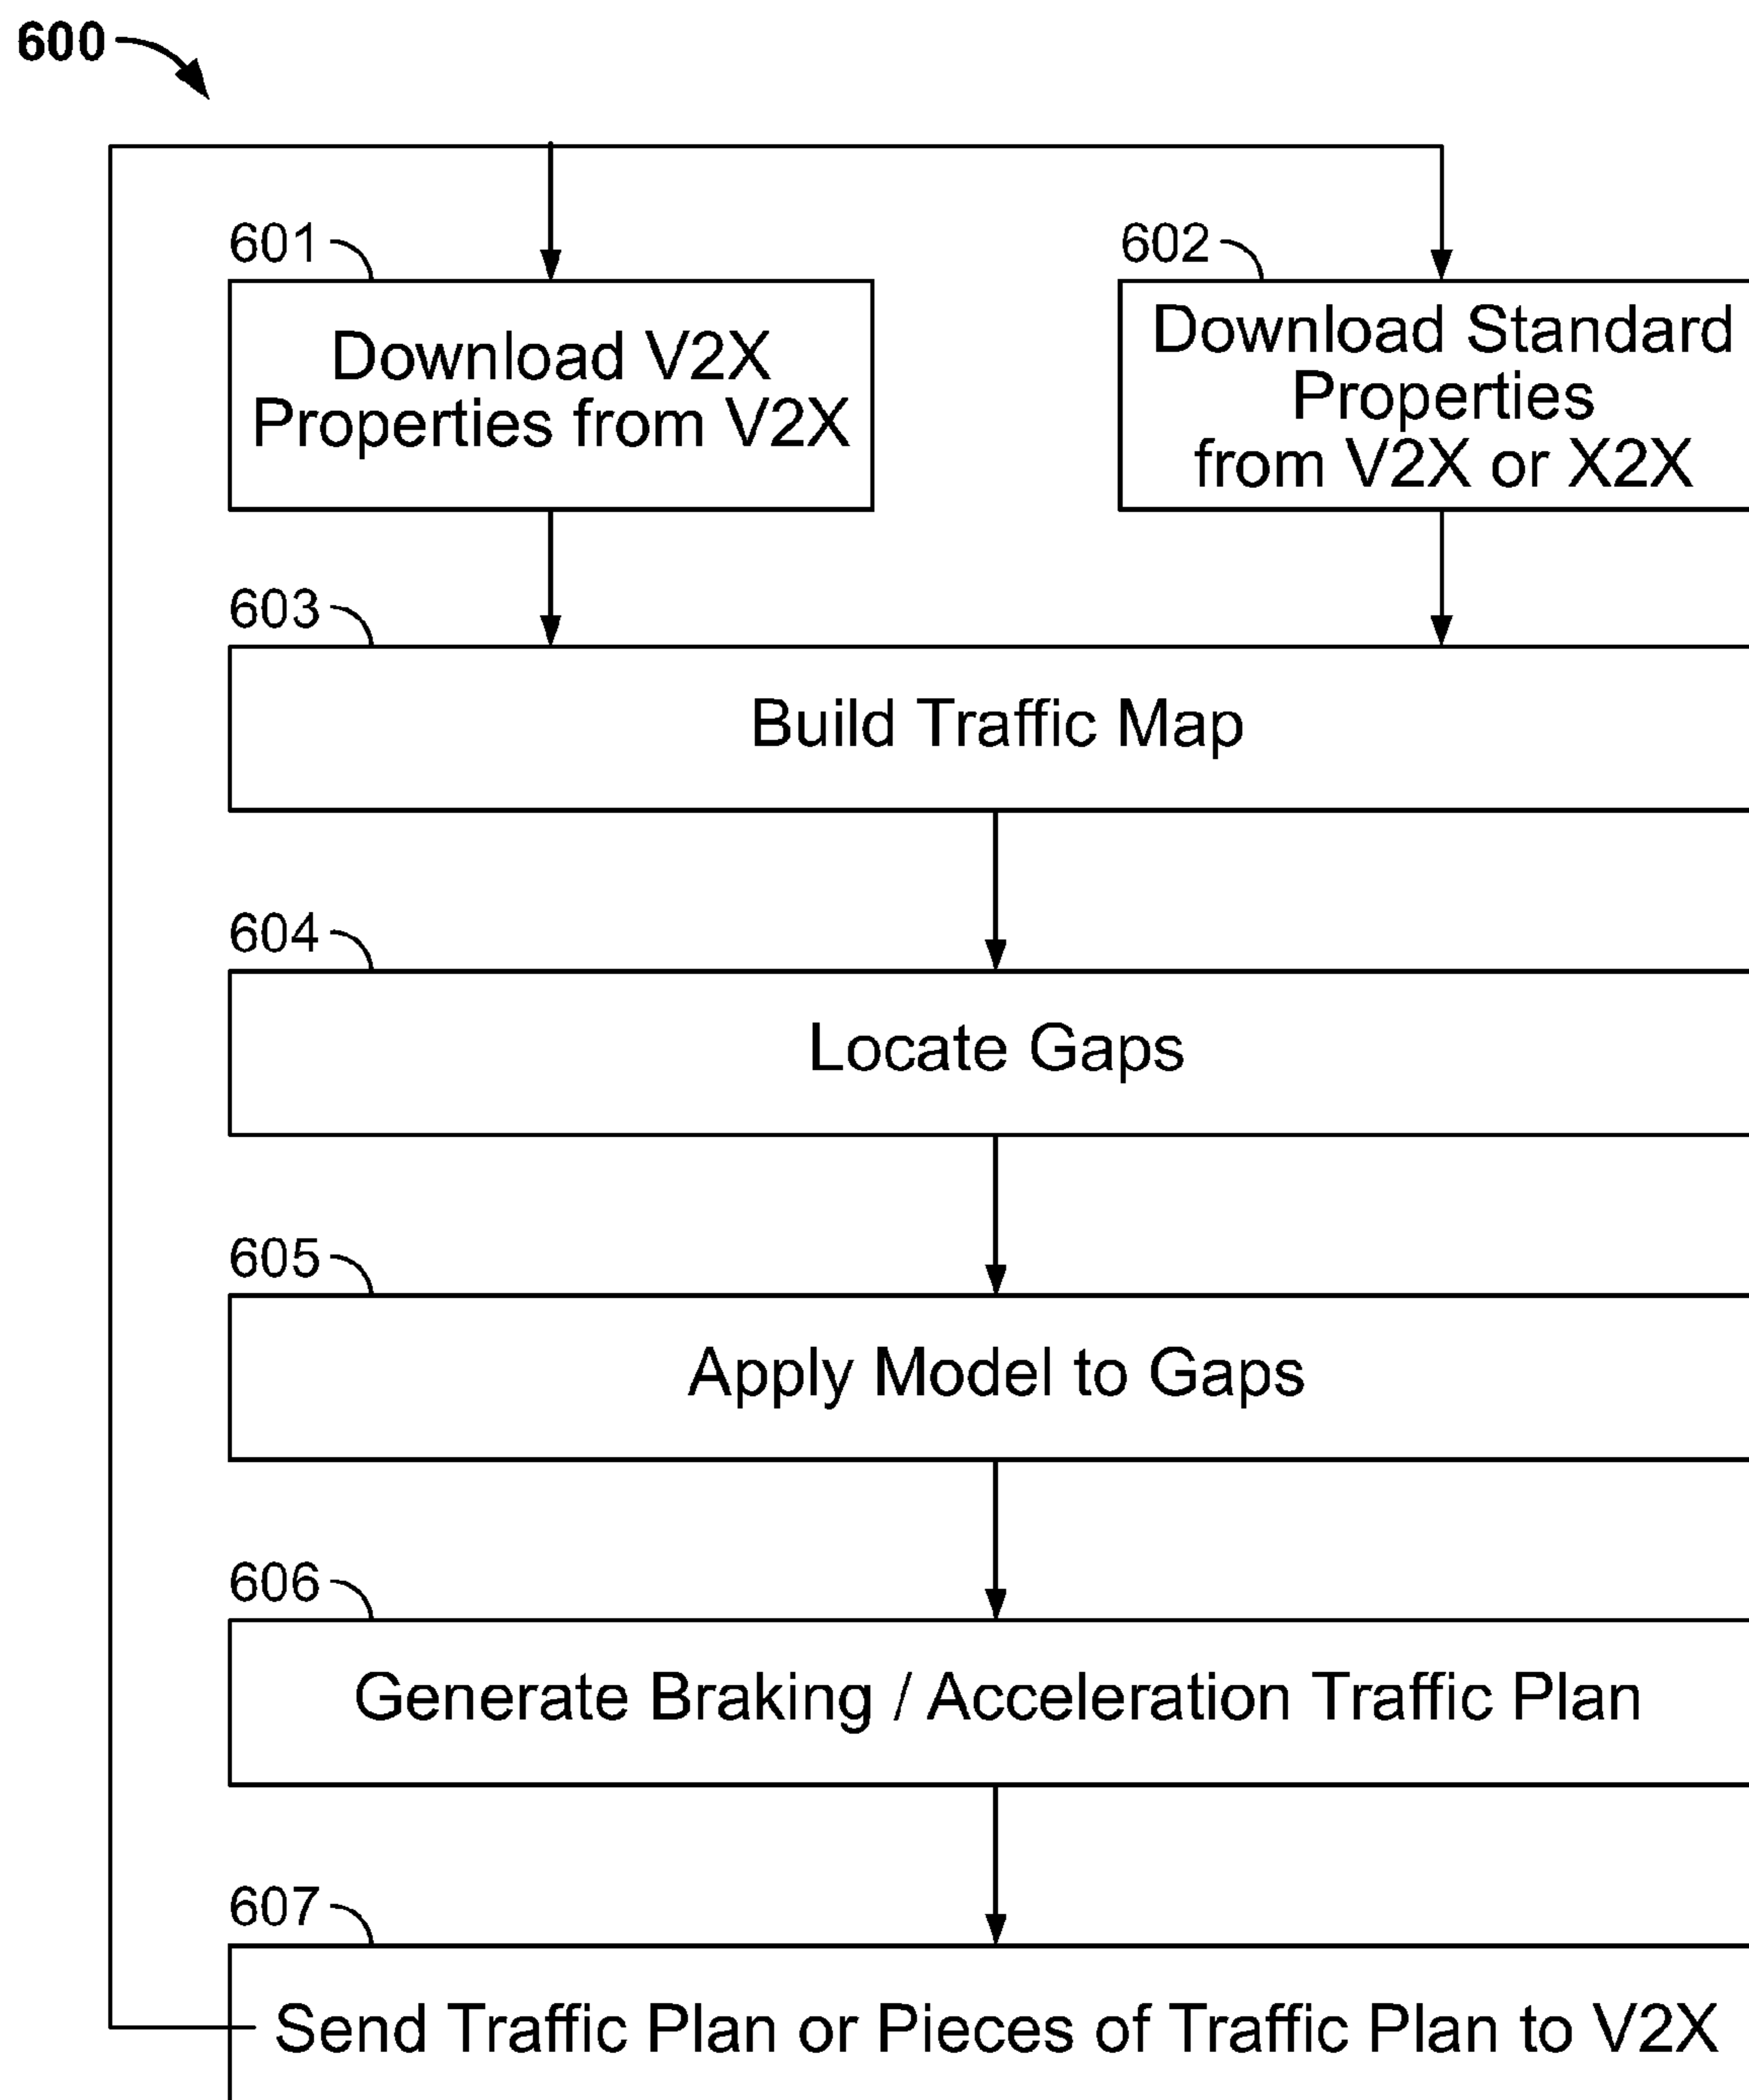 600
601
602
Download V2X
Properties from V2X
Download Standard
Properties
from V2X or X2X
603
Build Traffic Map
604
Locate Gaps
605
Apply Model to Gaps
606
Generate Braking / Acceleration Traffic Plan
607
Send Traffic Plan or Pieces of Traffic Plan to V2X